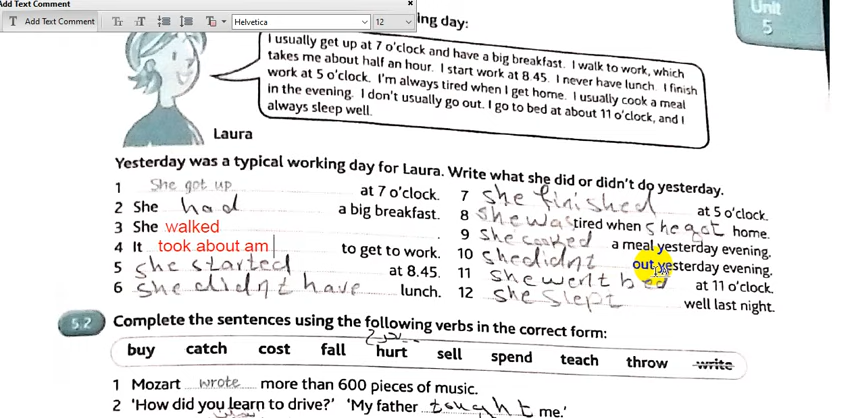 Add Text Comment
T Add Text Comment Helvetica 12
ing day:
Unit
5
I usually get up at 7 o'clock and have a big breakfast. I walk to work, which
takes me about half an hour. I start work at 8.45. I never have lunch. I finish
work at 5 o'clock. I'm always tired when I get home. I usually cook a meal
in the evening. I don't usually go out. I go to bed at about 11 o'clock, and I
always sleep well.
Laura
Yesterday was a typical working day for Laura. Write what she did or didn't do yesterday.
1 She got up at 7 o'clock.
2 She had a big breakfast.
3 She walked .
4 It took about am to get to work.
5 she started at 8.45.
6 she didnt have lunch.
7 she finished at 5 o'clock.
8 she was tired when she got home.
9 she cooked a meal yesterday evening.
10 she didnt out yesterday evening.
11 she went bed at 11 o'clock.
12 she slept well last night.
5.2 Complete the sentences using the following verbs in the correct form:
buy catch cost fall hurt sell spend teach throw write
1 Mozart wrote more than 600 pieces of music.
2 'How did you learn to drive?' 'My father tought me.'